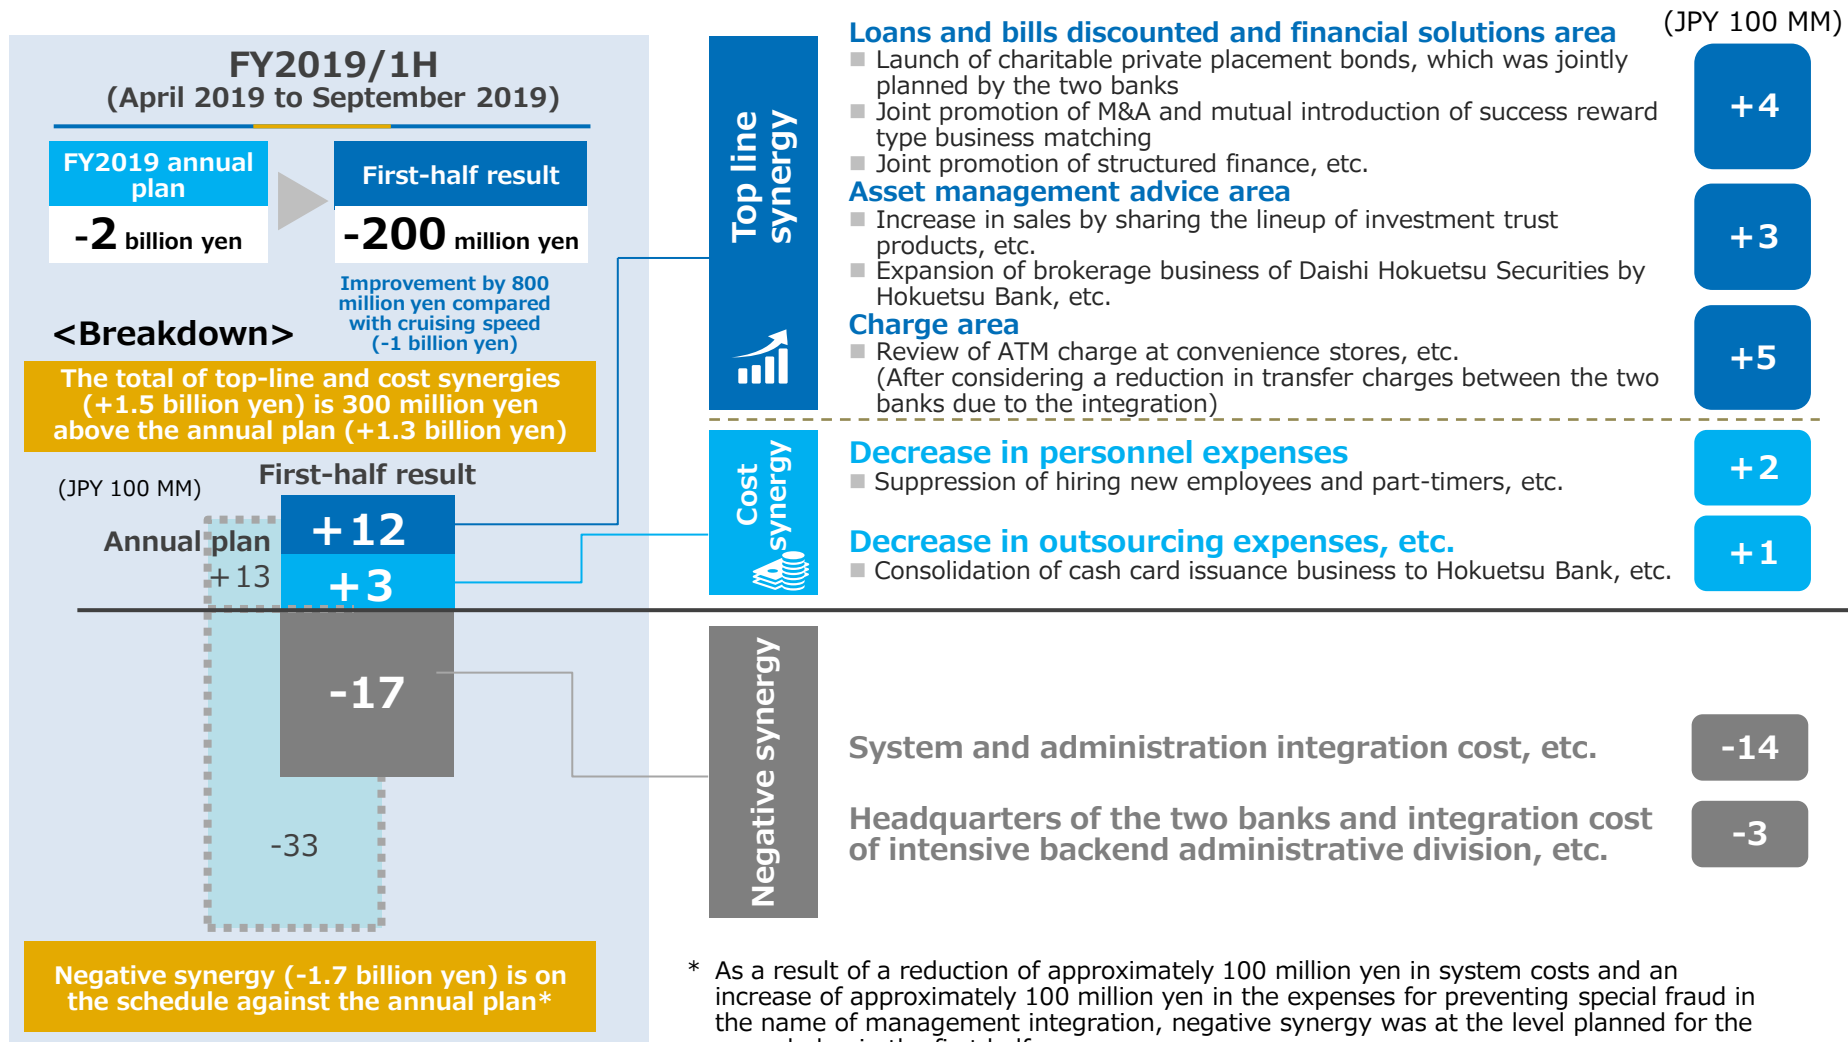 FY2019/1H
(April 2019 to September 2019)
FY2019 annual
plan
-2 billion yen
First-half result
-200 million yen
Improvement by 800
million yen compared
with cruising speed
(-1 billion yen)
<Breakdown>
The total of top-line and cost synergies
(+1.5 billion yen) is 300 million yen
above the annual plan (+1.3 billion yen)
(JPY 100 MM)
First-half result
Annual plan
+13
+12
+3
-17
-33
Negative synergy (-1.7 billion yen) is on
the schedule against the annual plan*
(JPY 100 MM)
Top line
synergy
Loans and bills discounted and financial solutions area
Launch of charitable private placement bonds, which was jointly
planned by the two banks
Joint promotion of M&A and mutual introduction of success reward
type business matching
Joint promotion of structured finance, etc.
+4
Asset management advice area
Increase in sales by sharing the lineup of investment trust
products, etc.
Expansion of brokerage business of Daishi Hokuetsu Securities by
Hokuetsu Bank, etc.
+3
Charge area
Review of ATM charge at convenience stores, etc.
(After considering a reduction in transfer charges between the two
banks due to the integration)
+5
Cost
synergy
Decrease in personnel expenses
Suppression of hiring new employees and part-timers, etc.
+2
Decrease in outsourcing expenses, etc.
Consolidation of cash card issuance business to Hokuetsu Bank, etc.
+1
Negative synergy
System and administration integration cost, etc.
-14
Headquarters of the two banks and integration cost
of intensive backend administrative division, etc.
-3
* As a result of a reduction of approximately 100 million yen in system costs and an
increase of approximately 100 million yen in the expenses for preventing special fraud in
the name of management integration, negative synergy was at the level planned for the